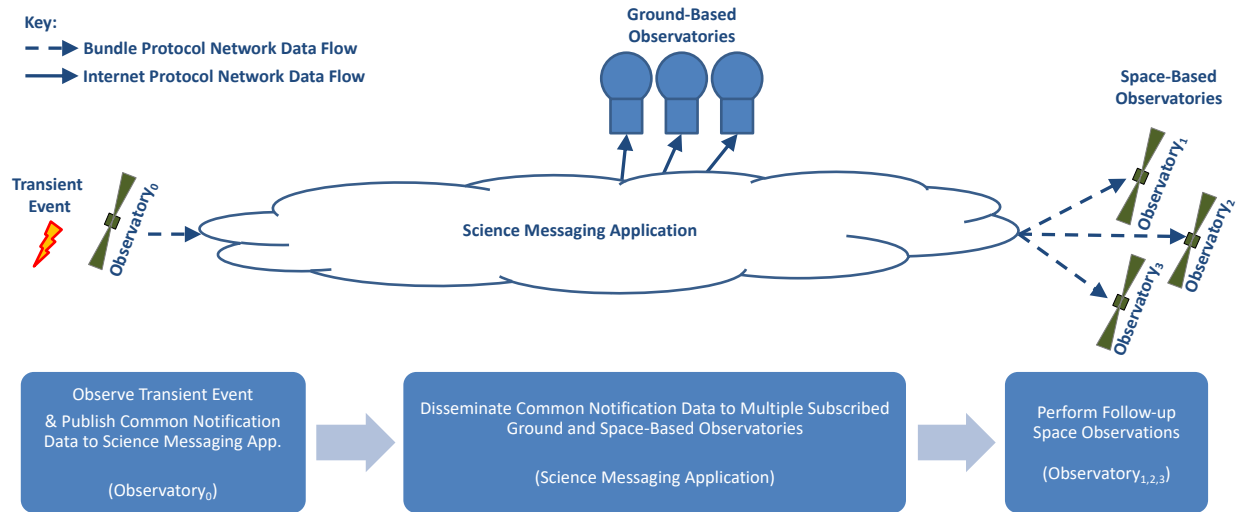 Key:
Bundle Protocol Network Data Flow
Internet Protocol Network Data Flow
Ground-Based
Observatories
Space-Based
Observatories
Transient
Event
Observatory₀
Science Messaging Application
Observatory₁
Observatory₂
Observatory₃
Observe Transient Event
& Publish Common Notification
Data to Science Messaging App.
(Observatory₀)
Disseminate Common Notification Data to Multiple Subscribed
Ground and Space-Based Observatories
(Science Messaging Application)
Perform Follow-up
Space Observations
(Observatory₁,₂,₃)